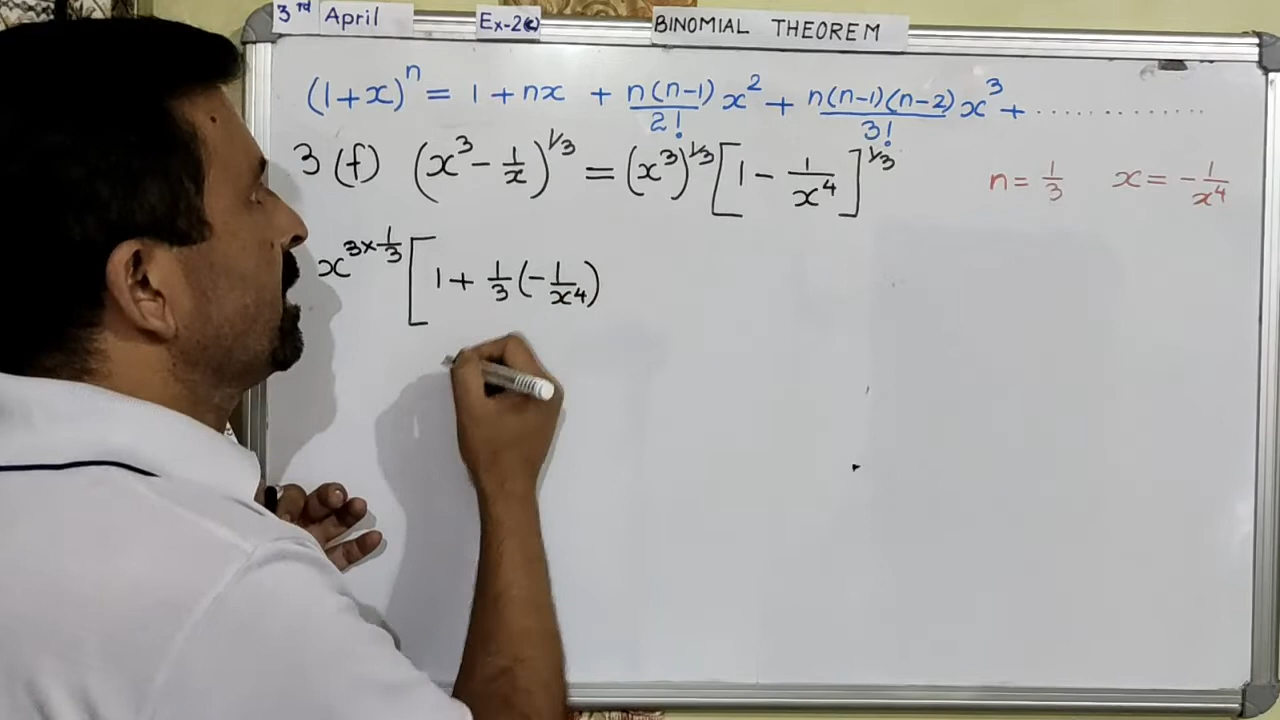 3rd April Ex-2(c) BINOMIAL THEOREM
(1+x)^n = 1 + nx + n(n-1)/2! x^2 + n(n-1)(n-2)/3! x^3 + ..............
3(f) (x^3 - 1/x)^1/3 = (x^3)^1/3 [1 - 1/x^4]^1/3 n = 1/3 x = -1/x^4
x^3×1/3 [1 + 1/3(-1/x^4)